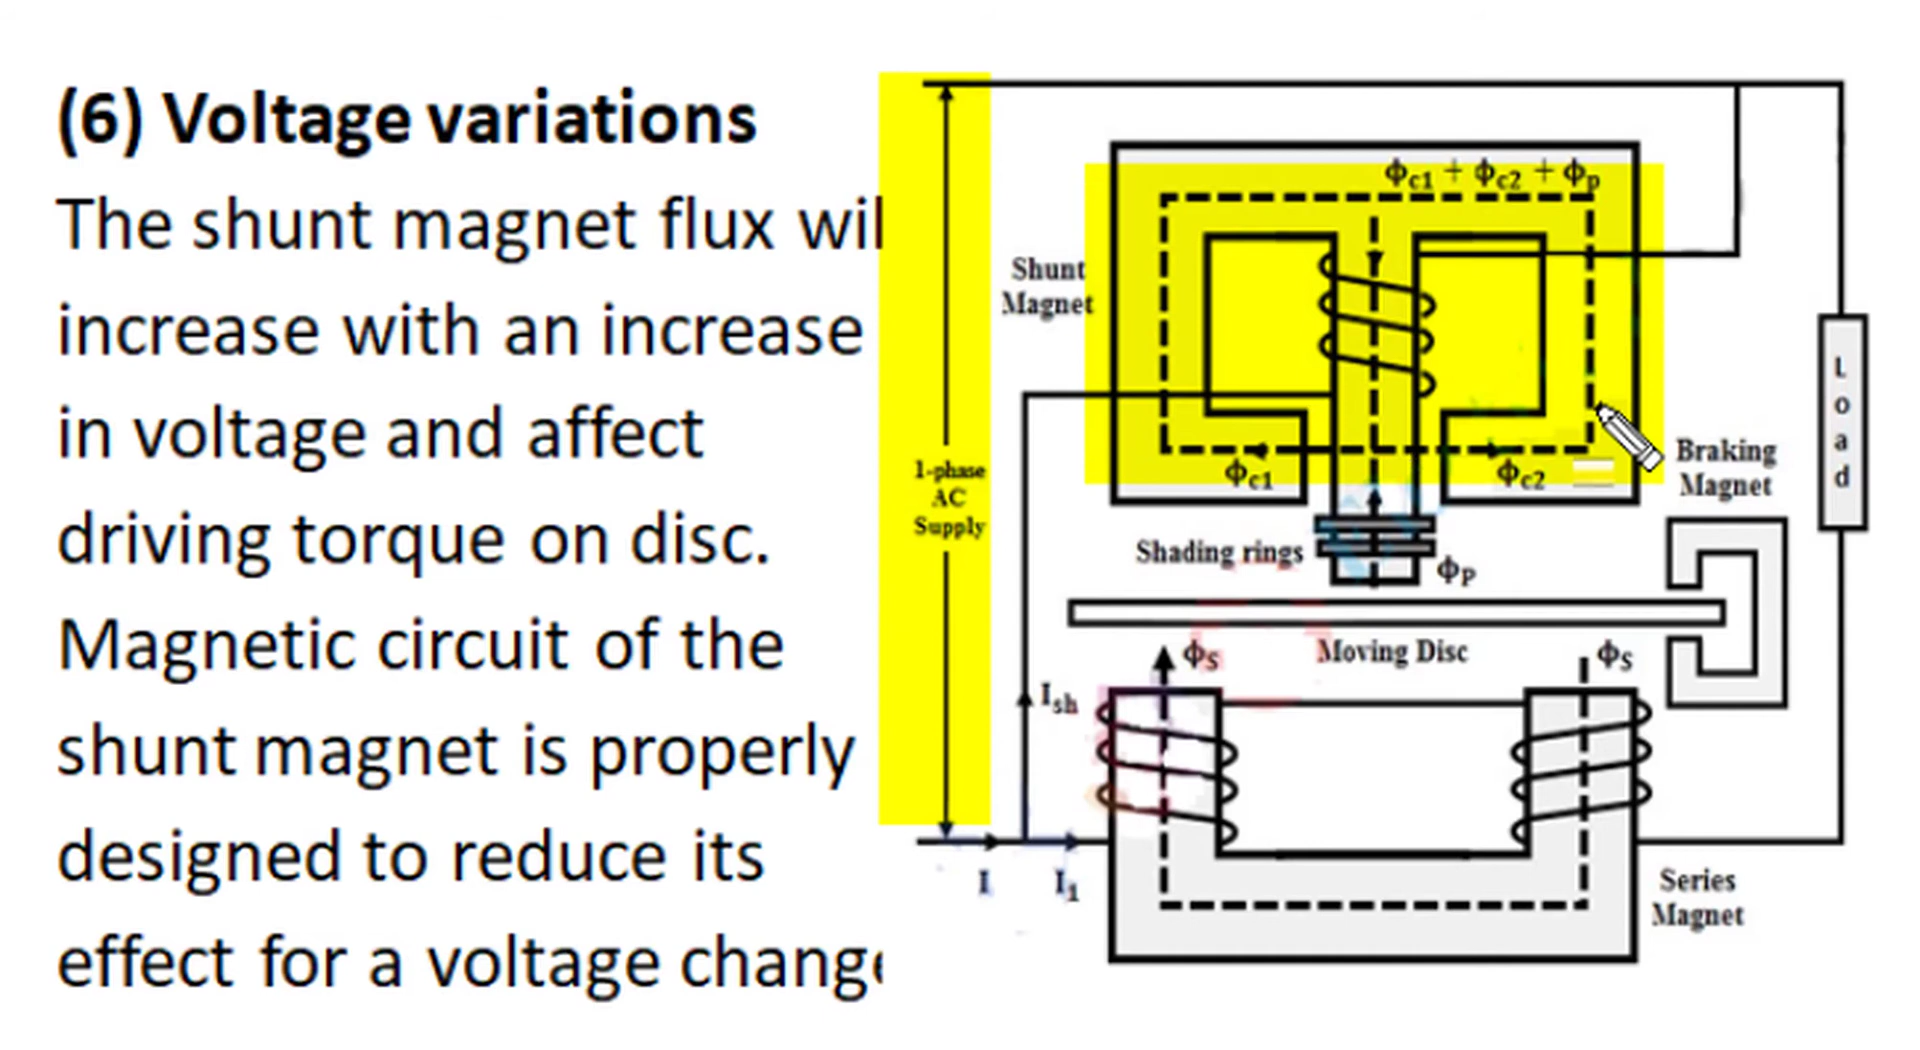 (6) Voltage variations
The shunt magnet flux wil
increase with an increase
in voltage and affect
driving torque on disc.
Magnetic circuit of the
shunt magnet is properly
designed to reduce its
effect for a voltage change
ϕc1 + ϕc2 + ϕp
Shunt
Magnet
1-phase
AC
Supply
ϕc1
ϕc2
Load
Braking
Magnet
Shading rings
ϕP
Moving Disc
ϕS
ϕS
Ish
I
I1
Series
Magnet